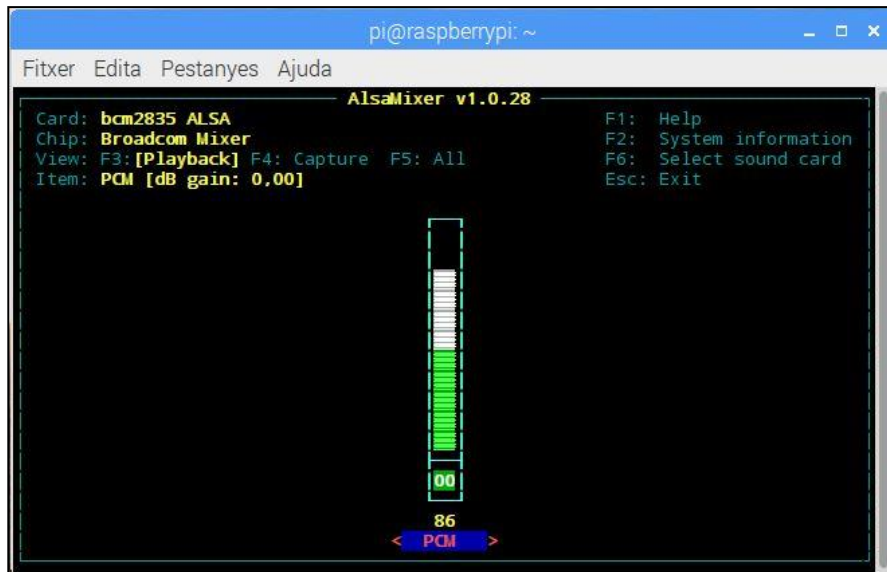 pi@raspberrypi: ~
Fitxer Edita Pestanyes Ajuda
AlsaMixer v1.0.28
Card: bcm2835 ALSA F1: Help
Chip: Broadcom Mixer F2: System information
View: F3:[Playback] F4: Capture F5: All F6: Select sound card
Item: PCM [dB gain: 0,00] Esc: Exit
00
86
< PCM >